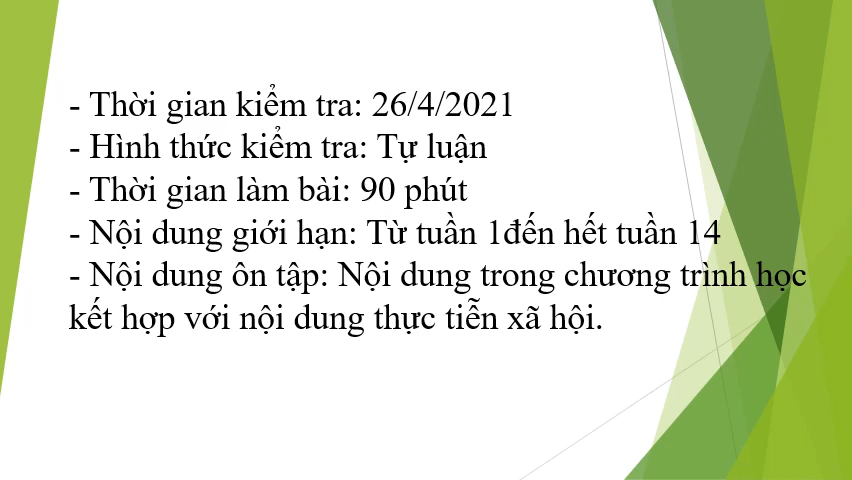 - Thời gian kiểm tra: 26/4/2021
- Hình thức kiểm tra: Tự luận
- Thời gian làm bài: 90 phút
- Nội dung giới hạn: Từ tuần 1đến hết tuần 14
- Nội dung ôn tập: Nội dung trong chương trình học
kết hợp với nội dung thực tiễn xã hội.